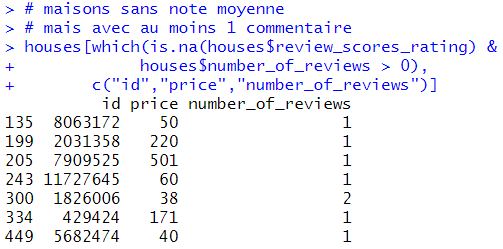 > # maisons sans note moyenne
> # mais avec au moins 1 commentaire
> houses[which(is.na(houses$review_scores_rating) &
+ houses$number_of_reviews > 0),
+ c("id","price","number_of_reviews")]
id price number_of_reviews
135 8063172 50 1
199 2031358 220 1
205 7909525 501 1
243 11727645 60 1
300 1826006 38 2
334 429424 171 1
449 5682474 40 1